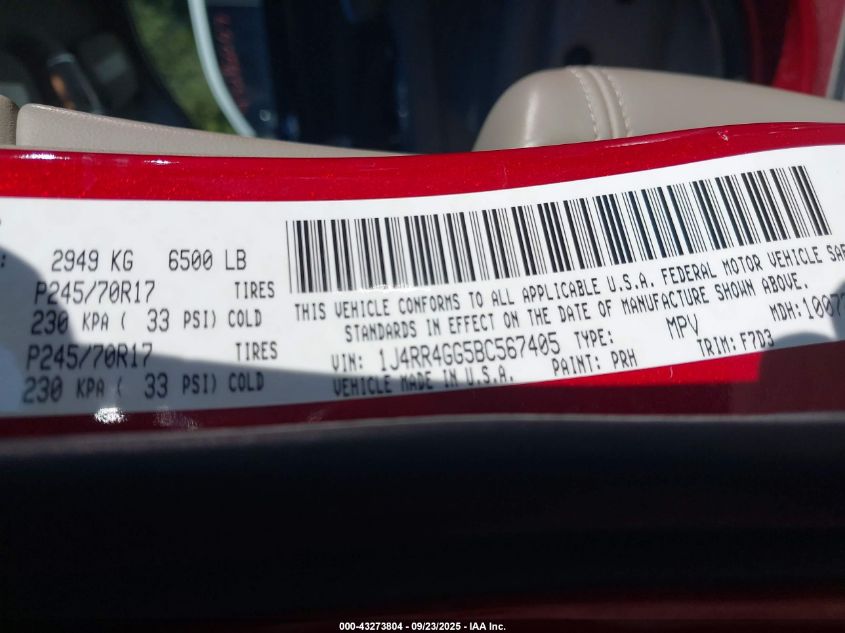 2949 KG 6500 LB
P245/70R17 TIRES
230 KPA ( 33 PSI) COLD
P245/70R17 TIRES
230 KPA ( 33 PSI) COLD
THIS VEHICLE CONFORMS TO ALL APPLICABLE U.S.A. FEDERAL MOTOR VEHICLE SAF
STANDARDS IN EFFECT ON THE DATE OF MANUFACTURE SHOWN ABOVE.
VIN: 1J4RR4GG5BC567405 TYPE: MPV MDH: 1007
VEHICLE MADE IN U.S.A. PAINT: PRH TRIM: F7D3
000-43273804 - 09/23/2025 - IAA Inc.